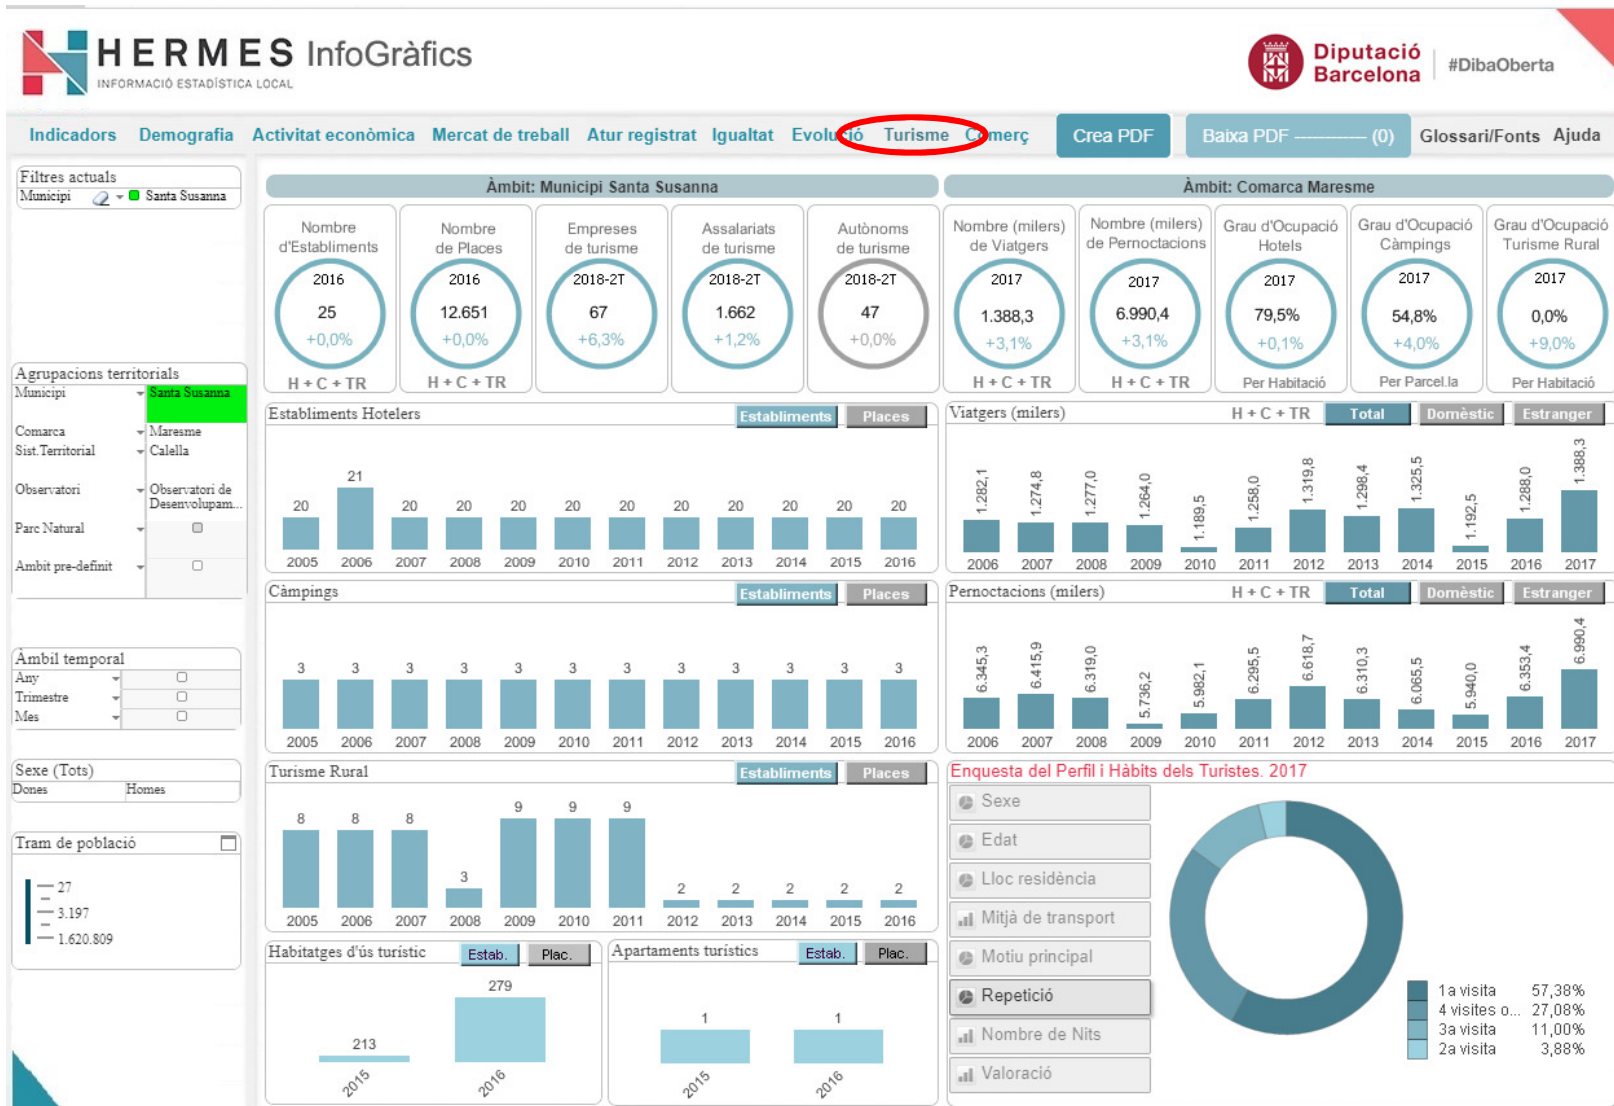 HERMES InfoGràfics
INFORMACIÓ ESTADÍSTICA LOCAL
Diputació
Barcelona
#DibaOberta
Indicadors Demografia Activitat econòmica Mercat de treball Atur registrat Igualtat Evolució Turisme Comerç Crea PDF Baixa PDF ------------- (0) Glossari/Fonts Ajuda
Filtres actuals
Municipi Santa Susanna
Agrupacions territorials
Municipi Santa Susanna
Comarca Maresme
Sist.Territorial Calella
Observatori Observatori de
Desenvolupam...
Parc Natural
Ambit pre-definit
Àmbil temporal
Any
Trimestre
Mes
Sexe (Tots)
Dones Homes
Tram de població
27
3.197
1.620.809
Àmbit: Municipi Santa Susanna
Nombre
d'Establiments
2016
25
+0,0%
H + C + TR
Nombre
de Places
2016
12.651
+0,0%
H + C + TR
Empreses
de turisme
2018-2T
67
+6,3%
Assalariats
de turisme
2018-2T
1.662
+1,2%
Autònoms
de turisme
2018-2T
47
+0,0%
Àmbit: Comarca Maresme
Nombre (milers)
de Viatgers
2017
1.388,3
+3,1%
H + C + TR
Nombre (milers)
de Pernoctacions
2017
6.990,4
+3,1%
H + C + TR
Grau d'Ocupació
Hotels
2017
79,5%
+0,1%
Per Habitació
Grau d'Ocupació
Càmpings
2017
54,8%
+4,0%
Per Parcel.la
Grau d'Ocupació
Turisme Rural
2017
0,0%
+9,0%
Per Habitació
Establiments Hotelers Establiments Places
20 21 20 20 20 20 20 20 20 20 20 20
2005 2006 2007 2008 2009 2010 2011 2012 2013 2014 2015 2016
Càmpings Establiments Places
3 3 3 3 3 3 3 3 3 3 3 3
2005 2006 2007 2008 2009 2010 2011 2012 2013 2014 2015 2016
Turisme Rural Establiments Places
8 8 8 3 9 9 9 2 2 2 2 2
2005 2006 2007 2008 2009 2010 2011 2012 2013 2014 2015 2016
Habitatges d'ús turístic Estab. Plac.
213 279
2015 2016
Apartaments turístics Estab. Plac.
1 1
2015 2016
Viatgers (milers) H + C + TR Total Domèstic Estranger
1.282,1 1.274,8 1.277,0 1.264,0 1.189,5 1.258,0 1.319,8 1.298,4 1.325,5 1.192,5 1.288,0 1.388,3
2006 2007 2008 2009 2010 2011 2012 2013 2014 2015 2016 2017
Pernoctacions (milers) H + C + TR Total Domèstic Estranger
6.345,3 6.415,9 6.319,0 5.736,2 5.982,1 6.295,5 6.618,7 6.310,3 6.065,5 5.940,0 6.353,4 6.990,4
2006 2007 2008 2009 2010 2011 2012 2013 2014 2015 2016 2017
Enquesta del Perfil i Hàbits dels Turistes. 2017
Sexe
Edat
Lloc residència
Mitjà de transport
Motiu principal
Repetició
Nombre de Nits
Valoració
1a visita 57,38%
4 visites o... 27,08%
3a visita 11,00%
2a visita 3,88%